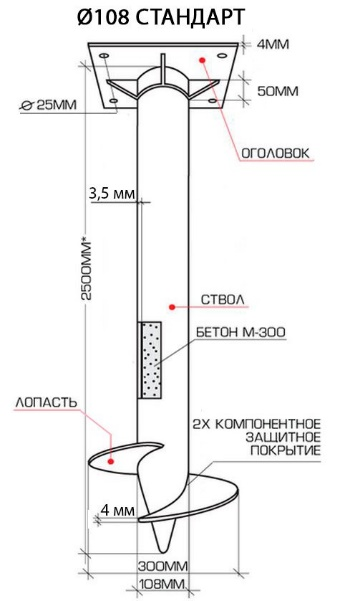 Ø108 СТАНДАРТ
4ММ
50ММ
Ø 25ММ
ОГОЛОВОК
3,5 мм
2500ММ*
СТВОЛ
БЕТОН М-300
ЛОПАСТЬ
2Х КОМПОНЕНТНОЕ
ЗАЩИТНОЕ
ПОКРЫТИЕ
4 мм
300ММ
108ММ